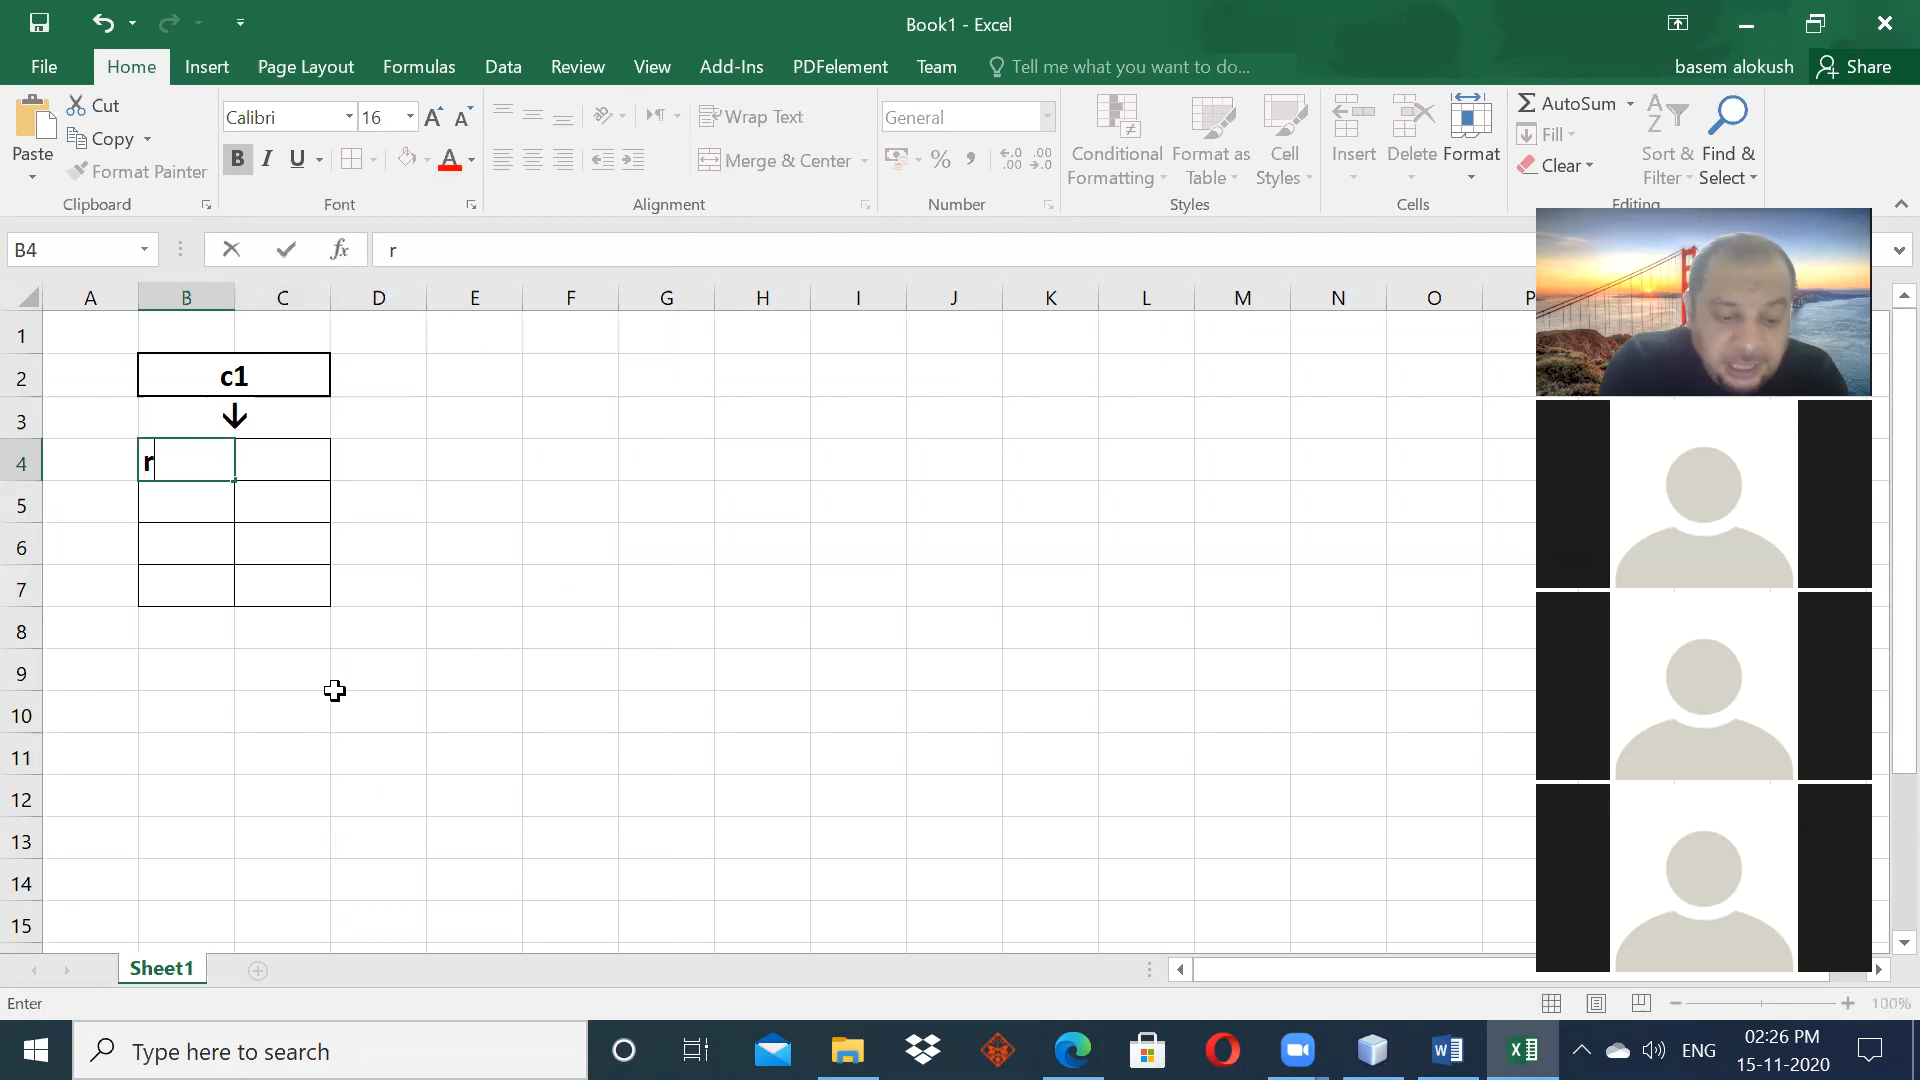 Book1 - Excel
File Home Insert Page Layout Formulas Data Review View Add-Ins PDFelement Team Tell me what you want to do... basem alokush Share
Paste
Cut
Copy
Format Painter
Clipboard
Calibri 16
B I U A
Font
Wrap Text
Merge & Center
Alignment
General
%
Number
Conditional Formatting
Format as Table
Cell Styles
Styles
Insert
Delete
Format
Cells
AutoSum
Fill
Clear
Sort & Filter
Find & Select
Editing
B4 fx r
A B C D E F G H I J K L M N O P
1
2 c1
3 ↓
4 r
5
6
7
8
9
10
11
12
13
14
15
Sheet1
Enter 100%
Type here to search
ENG
02:26 PM
15-11-2020